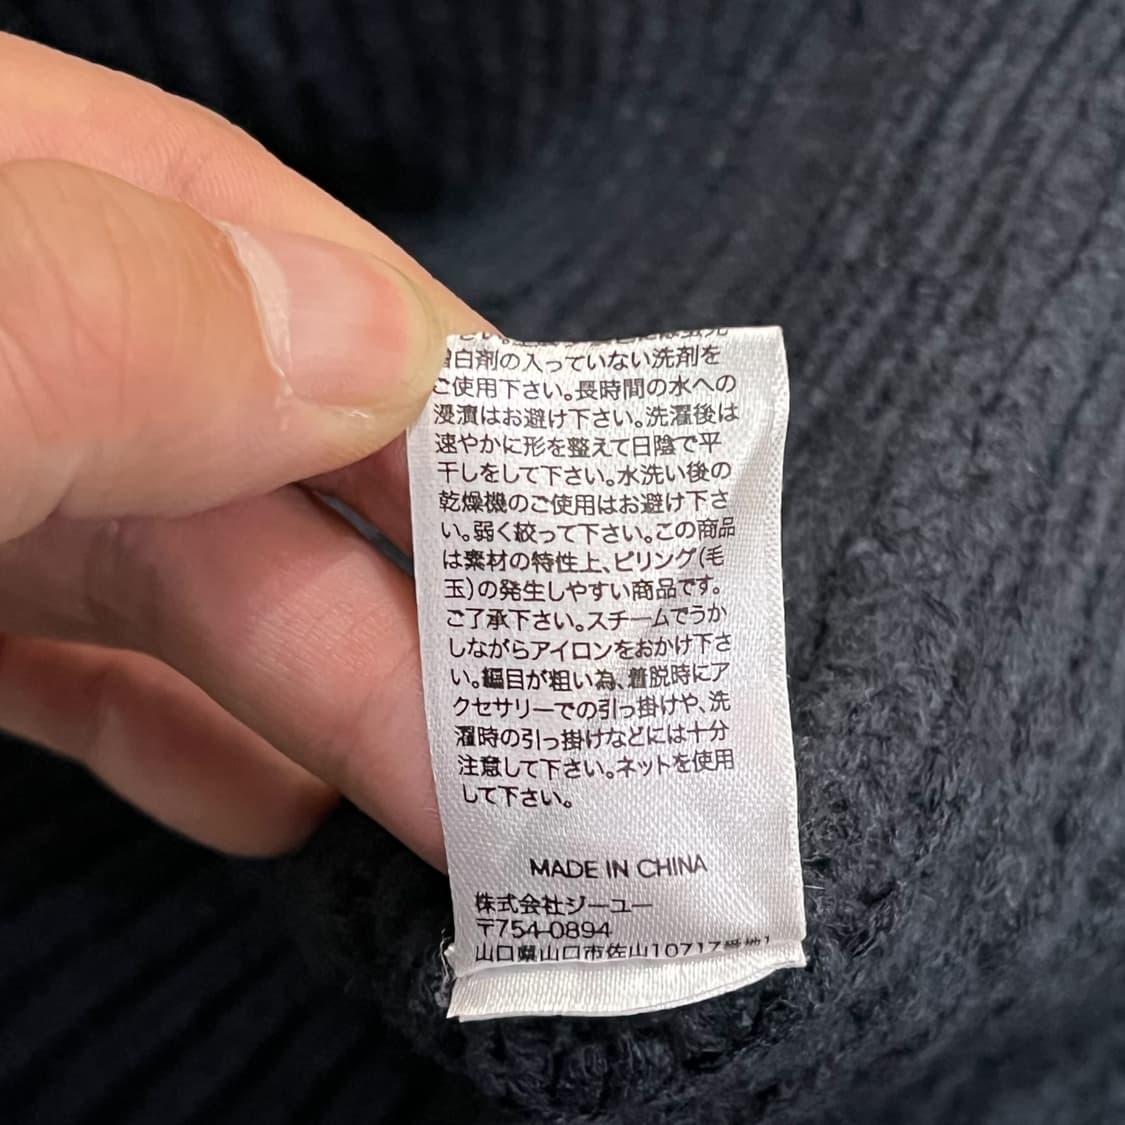 白剤の入っていない洗剤を
ご使用下さい。長時間の水への
浸漬はお避け下さい。洗濯後は
速やかに形を整えて日陰で平
干しをして下さい。水洗い後の
乾燥機のご使用はお避け下さ
い。弱く絞って下さい。この商品
は素材の特性上、ピリング(毛
玉)の発生しやすい商品です。
ご了承下さい。スチームでうか
しながらアイロンをおかけ下さ
い。編目が粗い為、着脱時にア
クセサリーでの引っ掛けや、洗
濯時の引っ掛けなどには十分
注意して下さい。ネットを使用
して下さい。
MADE IN CHINA
株式会社ジーユー
〒754-0894
山口県山口市佐山10717番地1